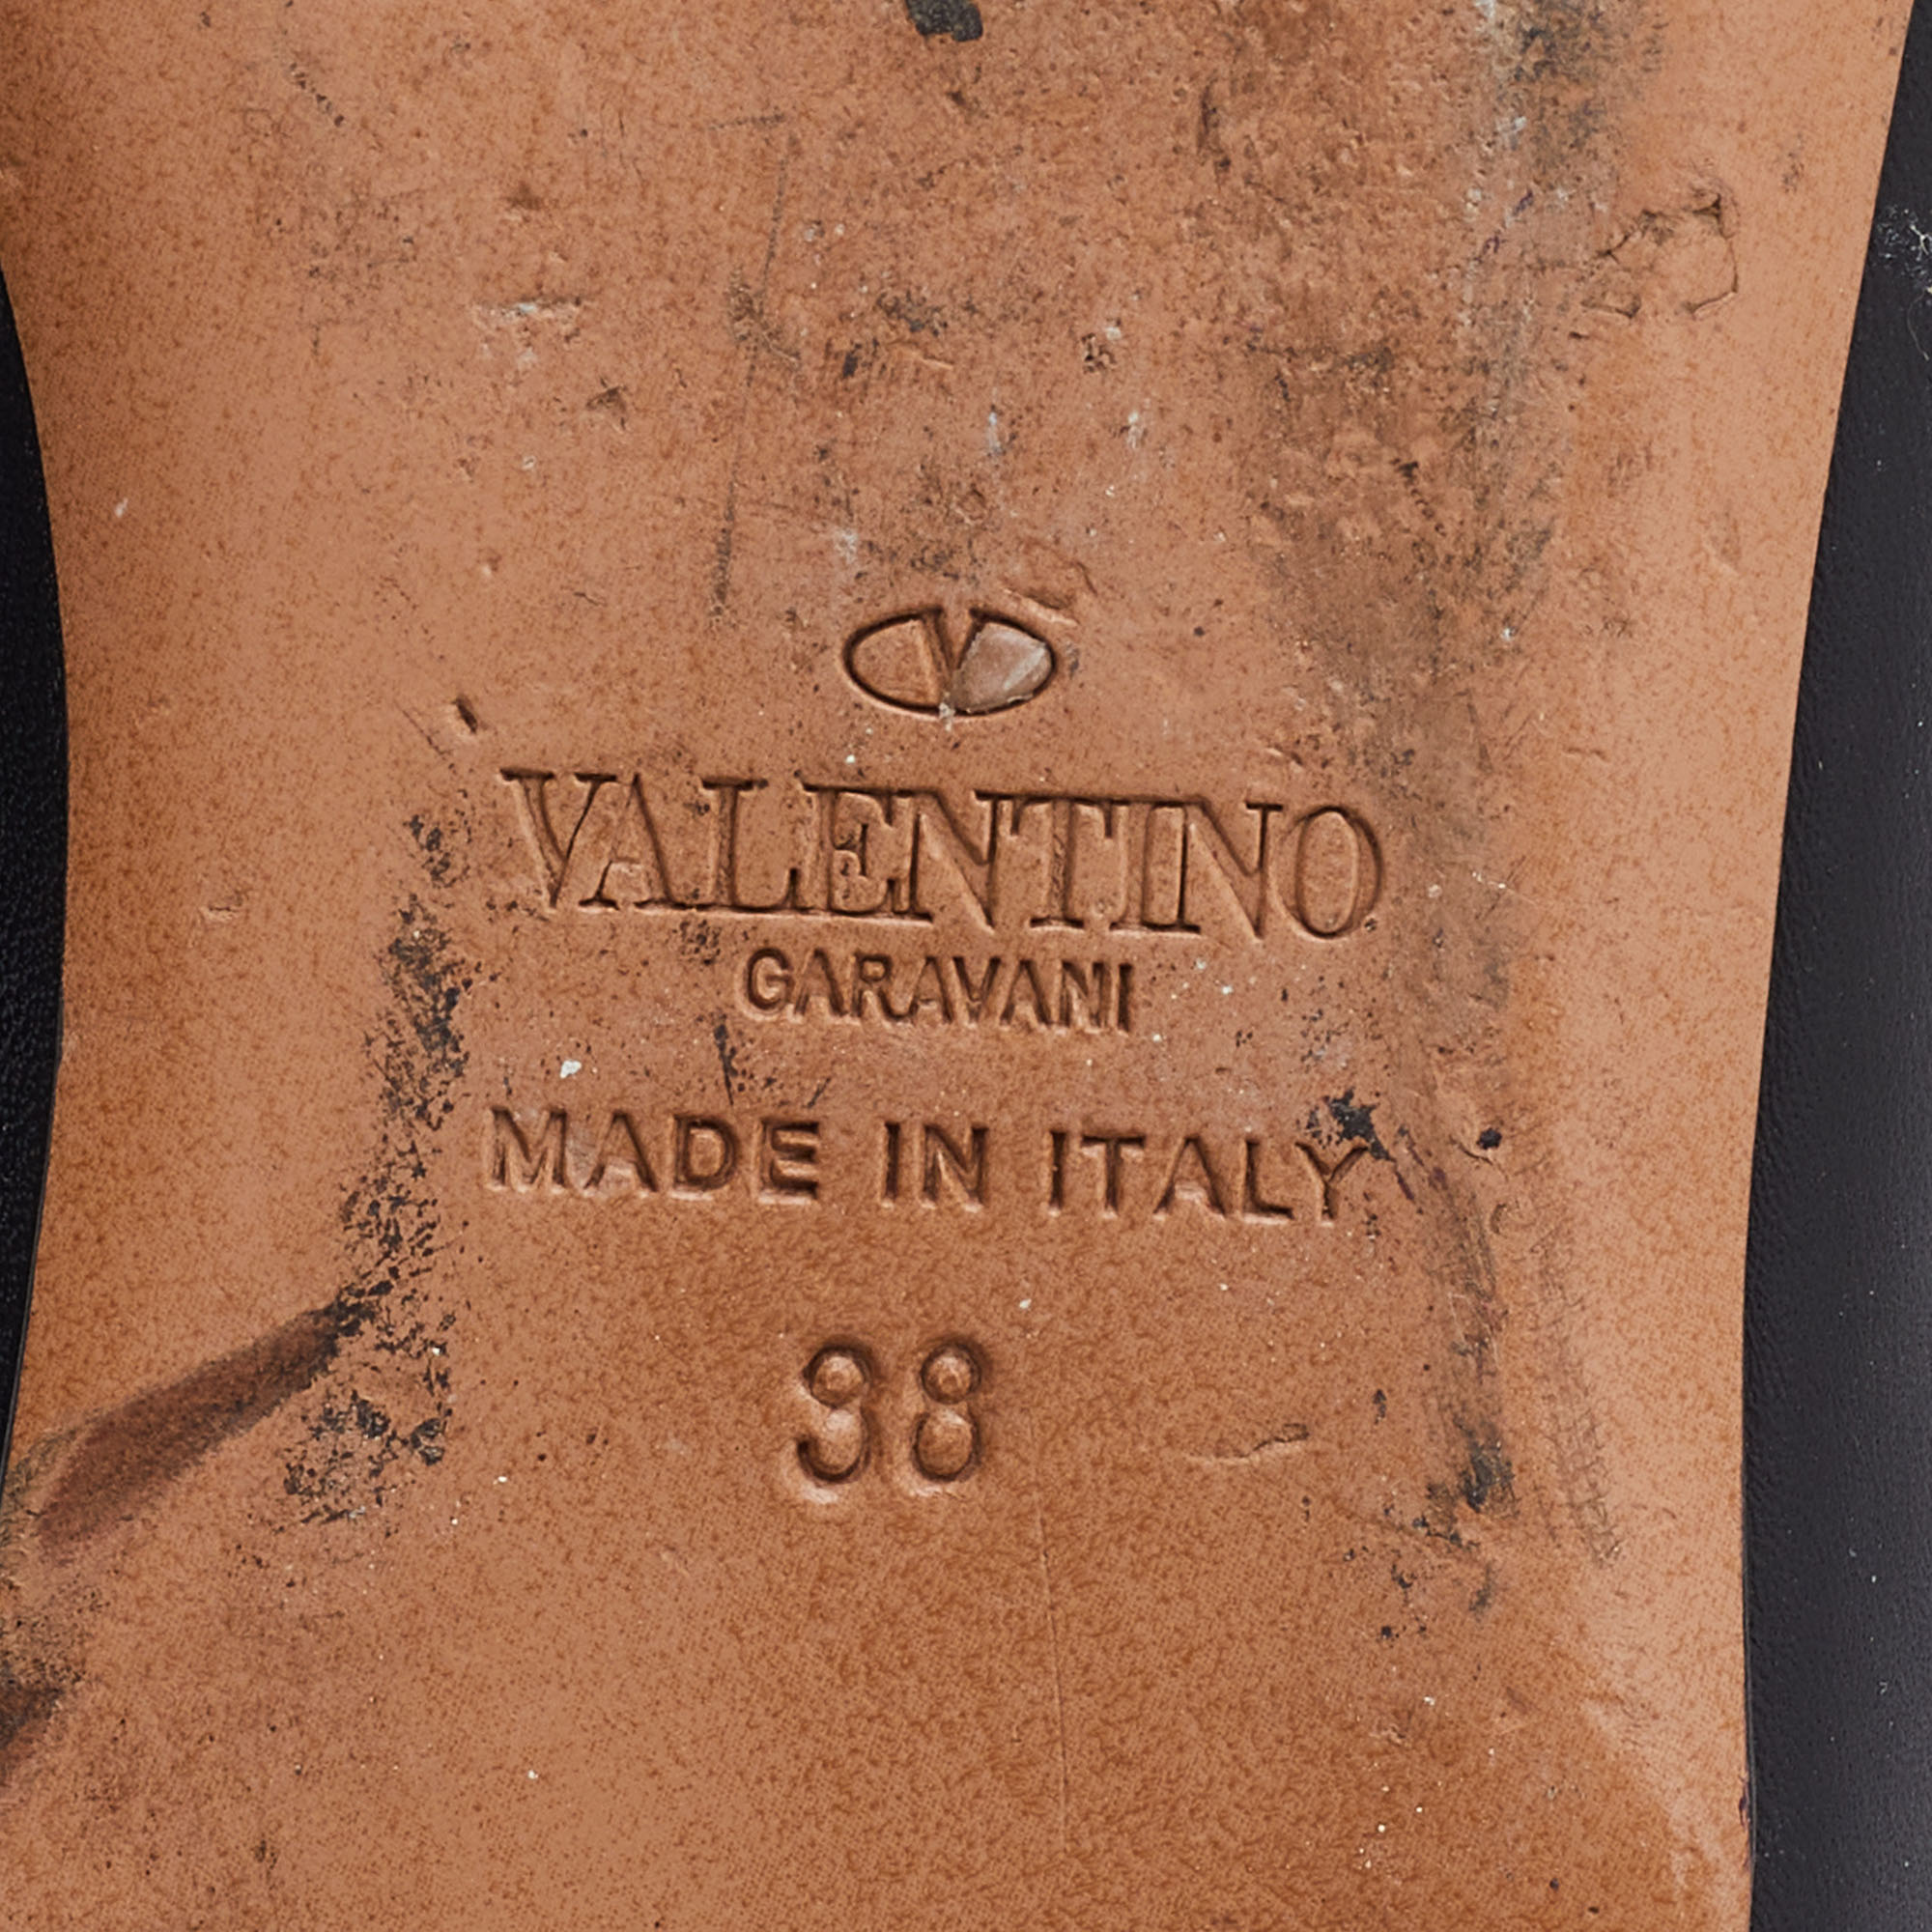 V
VALENTINO
GARAVANI
MADE IN ITALY
38